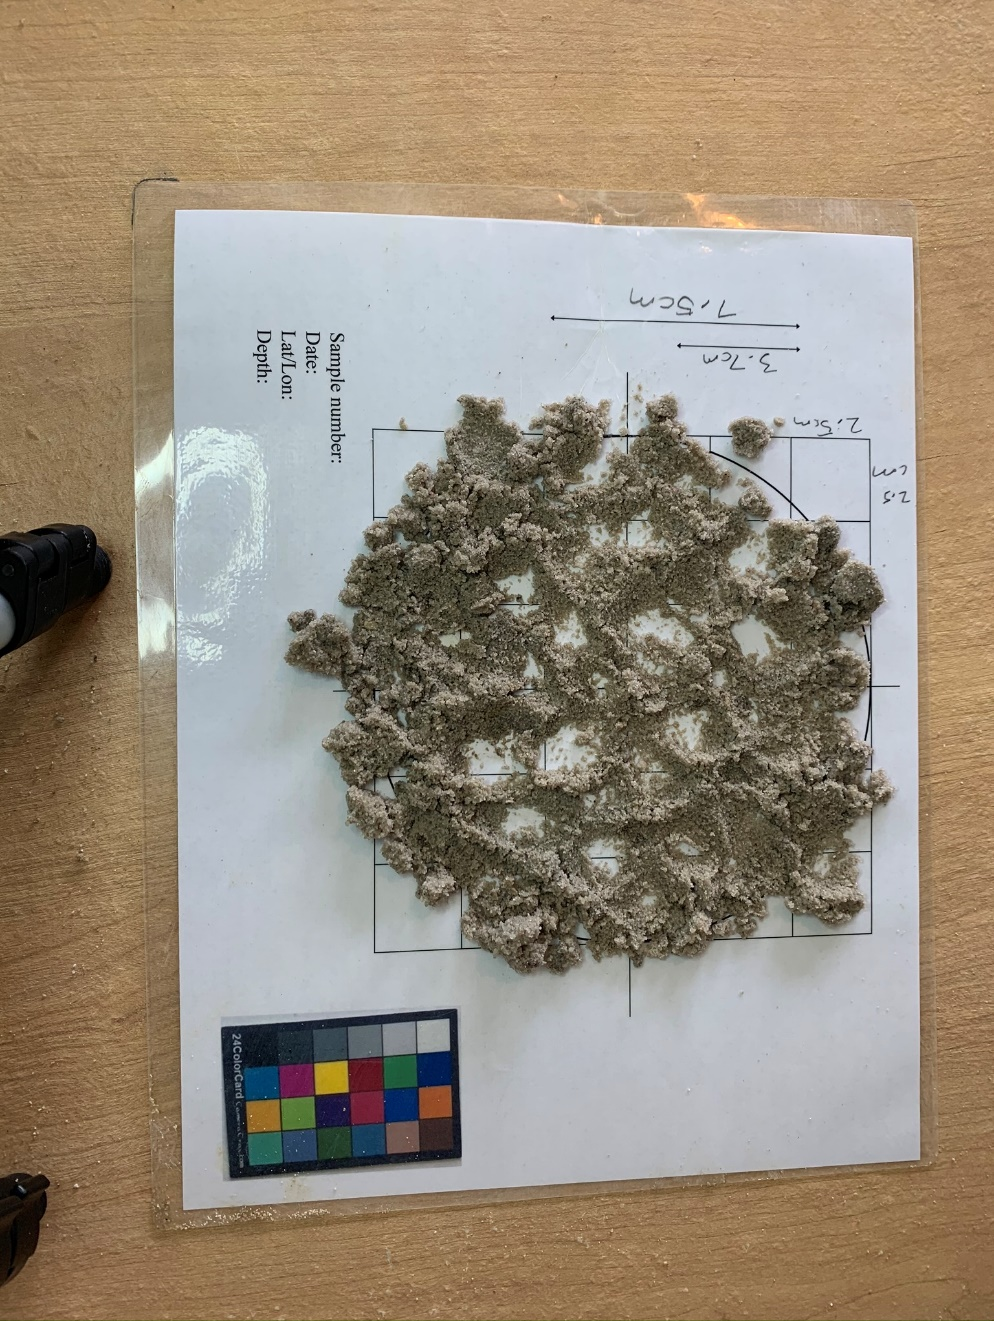 Sample number:
Date:
Lat/Lon:
Depth:
7.5cm
3.7cm
2.5cm
2.5
cm
24ColorCard